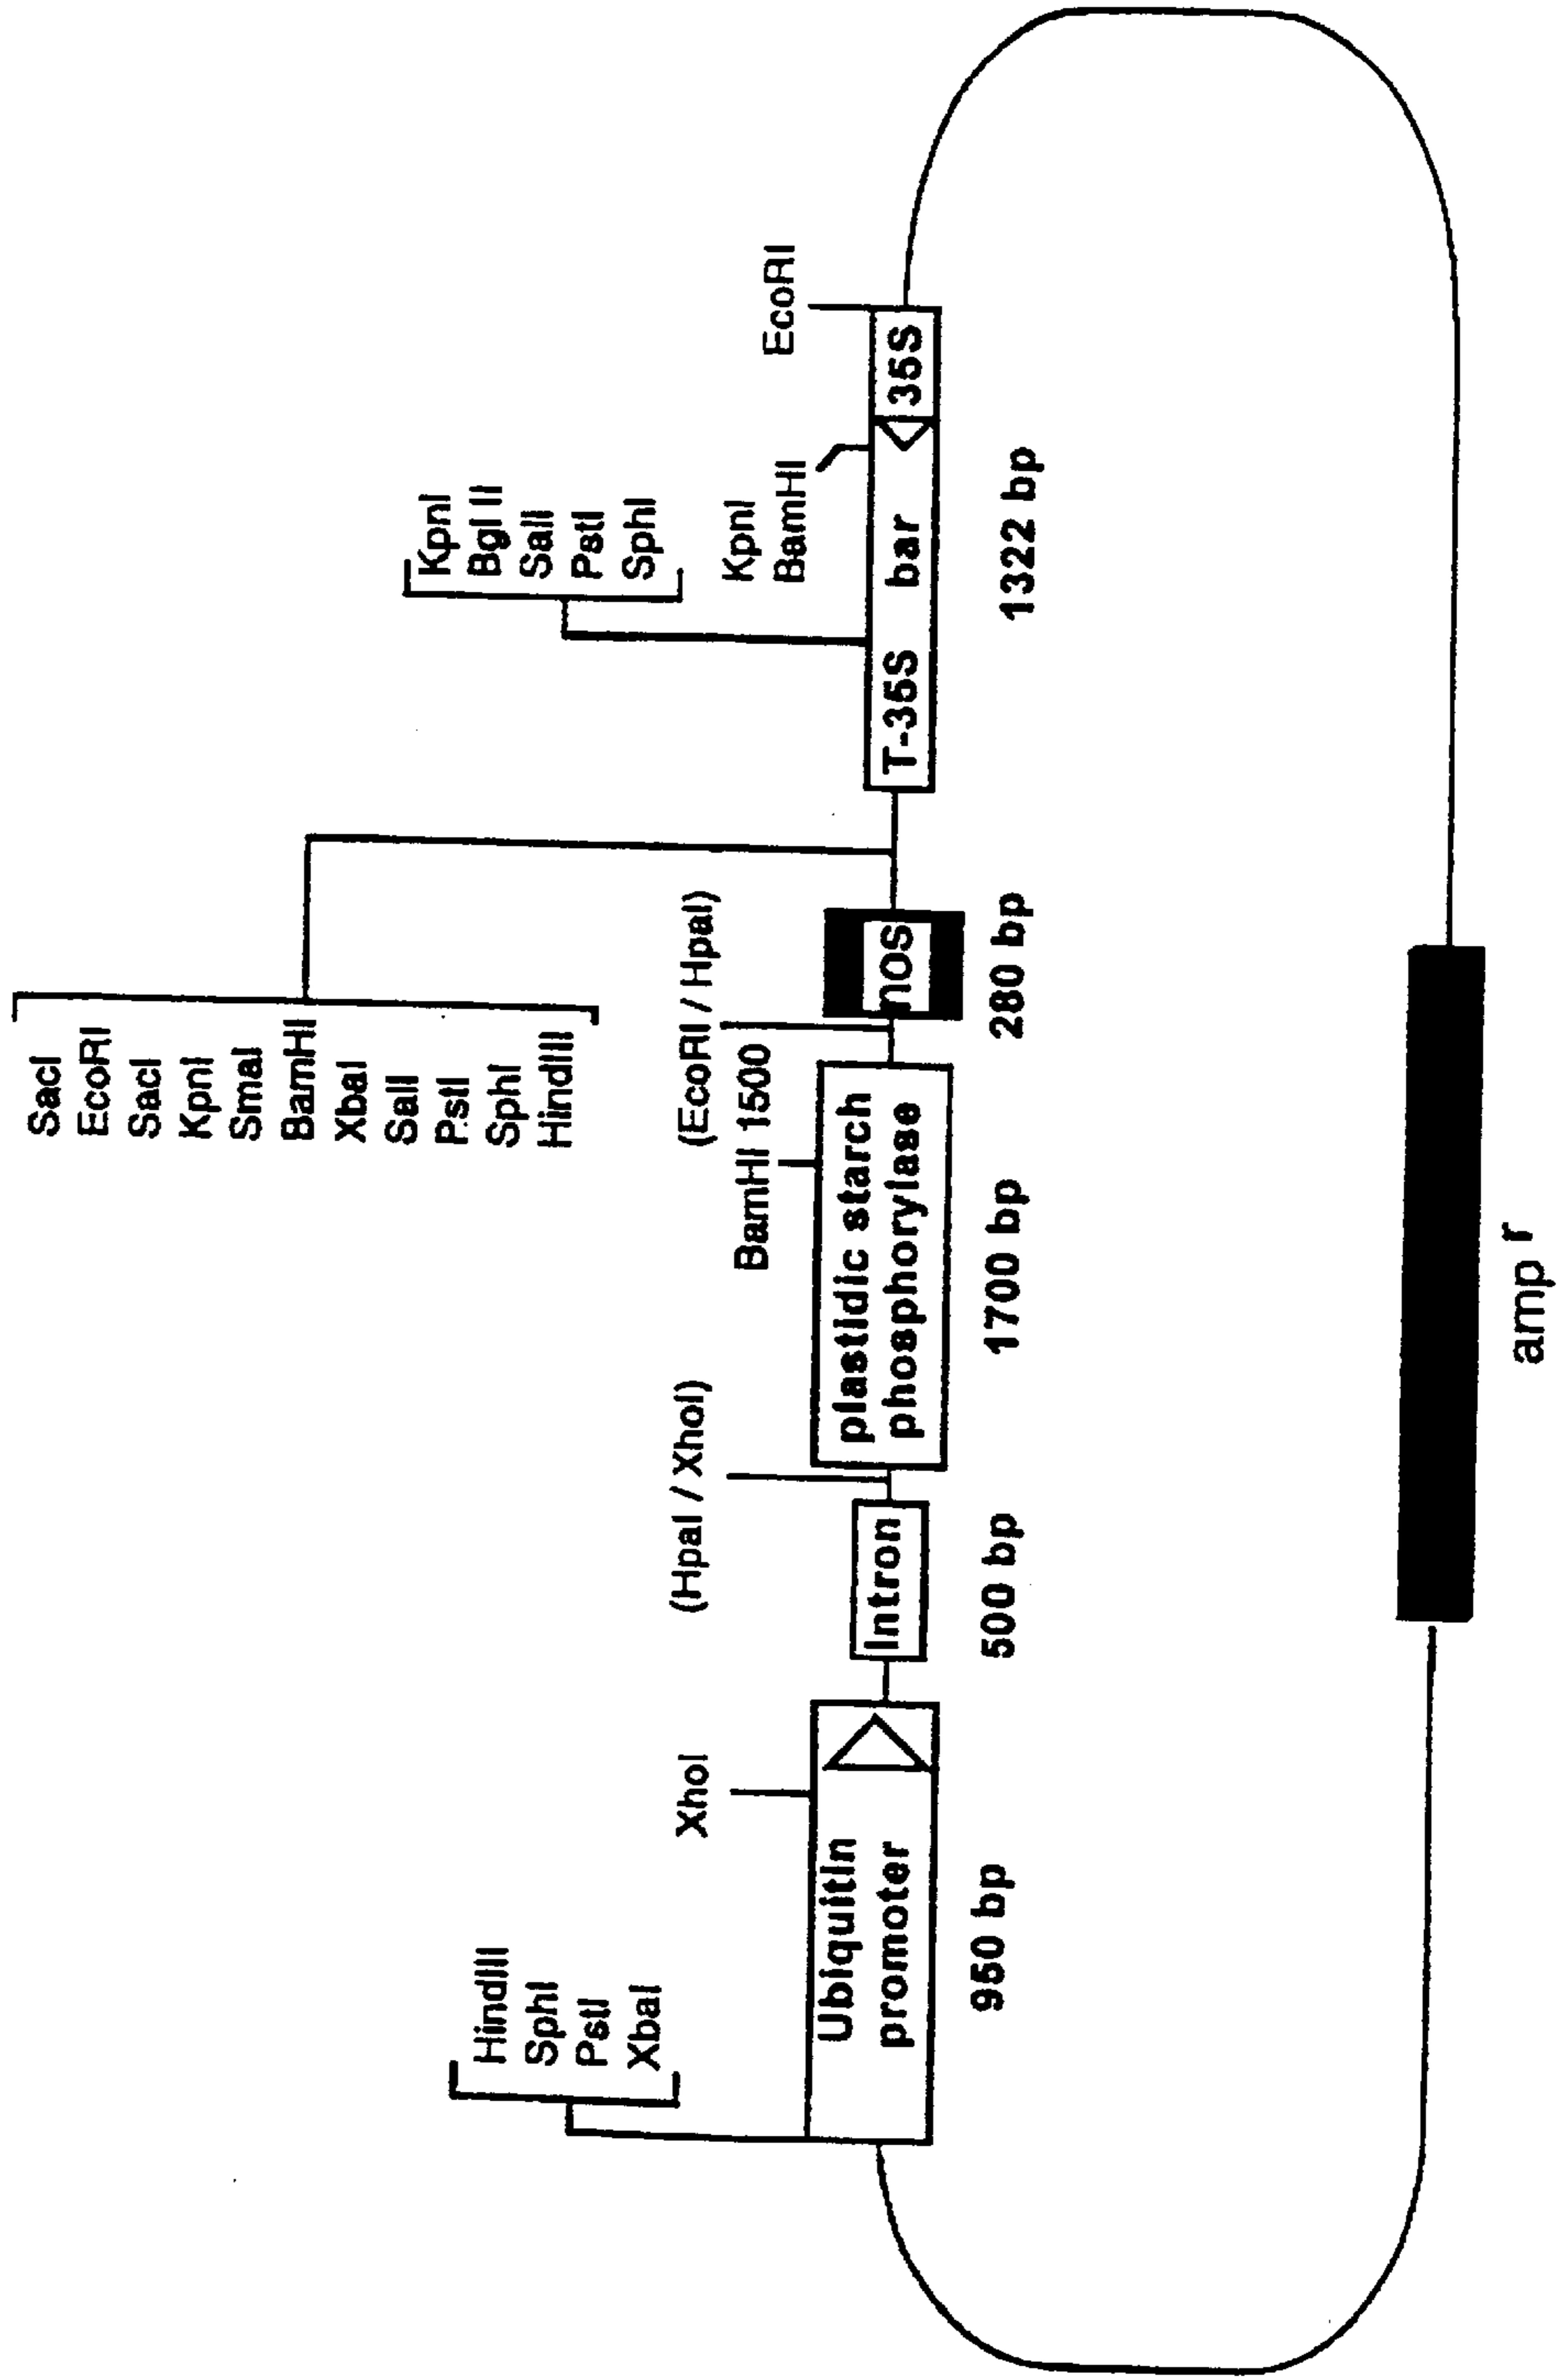 HindIII
SphI
PstI
XbaI
XhoI
(HpaI / XhoI)
BamHI 1500
(EcoRI / HpaI)
SacI
EcoRI
SacI
KpnI
SmaI
BamHI
XbaI
SalI
PstI
SphI
HindIII
KpnI
Bgl II
SalI
PstI
SphI
KpnI
BamHI
EcoRI
Ubiquitin
promoter
Intron
plastidic starch
phosphorylase
nos
T-35S bar
35S
950 bp
500 bp
1700 bp
280 bp
1322 bp
amp r